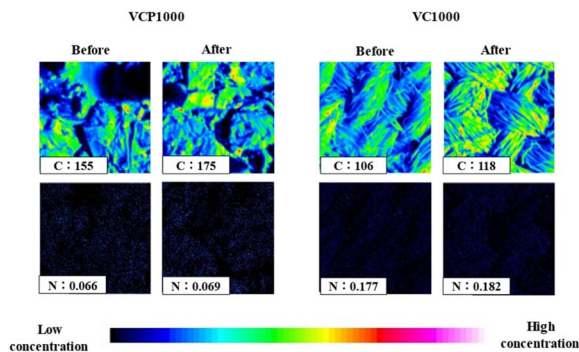 VCP1000
VC1000
Before
After
Before
After
C：155
C：175
C：106
C：118
N：0.066
N：0.069
N：0.177
N：0.182
Low
concentration
High
concentration